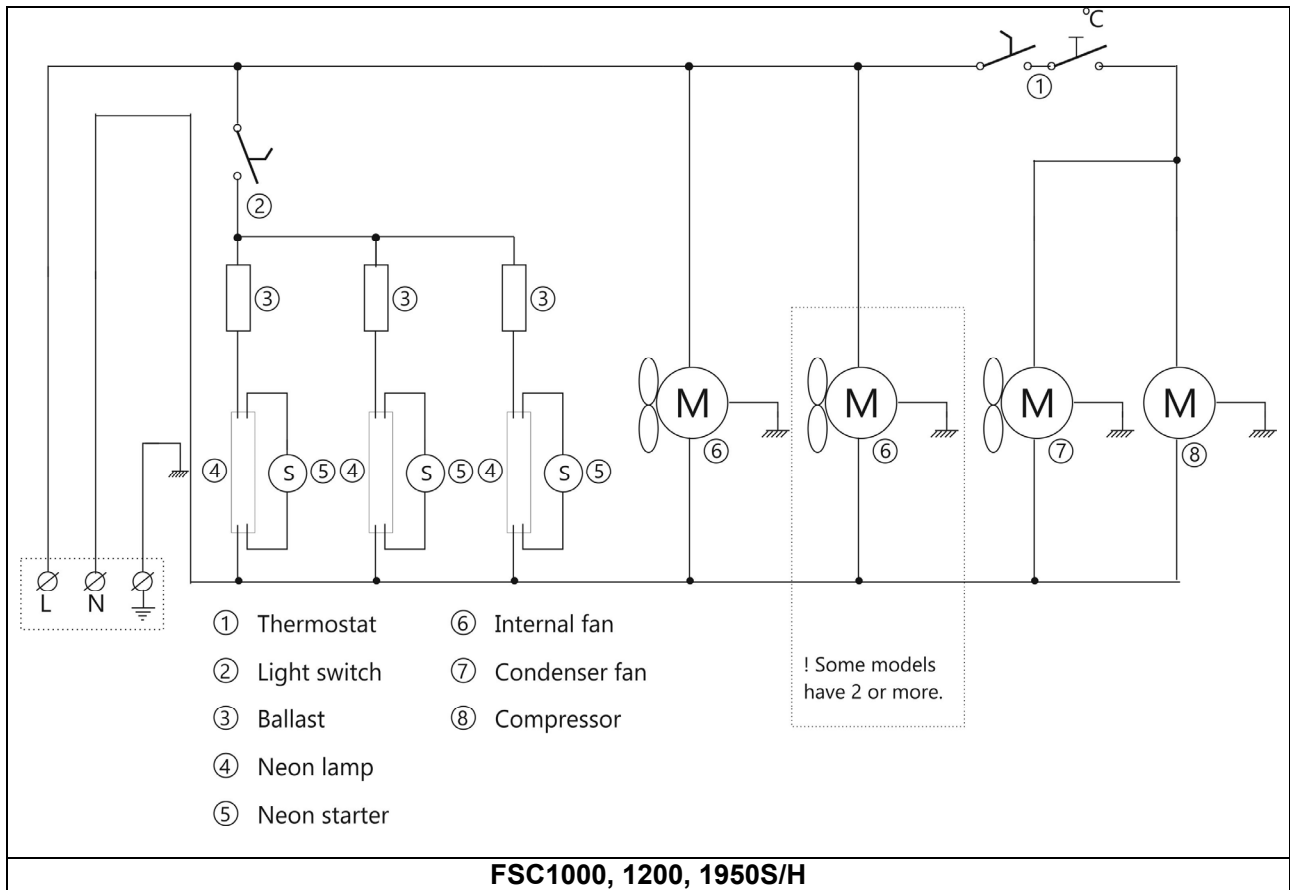 °C
①
②
③ ③ ③
M M M M
⑥ ⑥ ⑦ ⑧
④ S ⑤ ④ S ⑤ ④ S ⑤
L N
① Thermostat
② Light switch
③ Ballast
④ Neon lamp
⑤ Neon starter
⑥ Internal fan
⑦ Condenser fan
⑧ Compressor
! Some models
have 2 or more.
FSC1000, 1200, 1950S/H